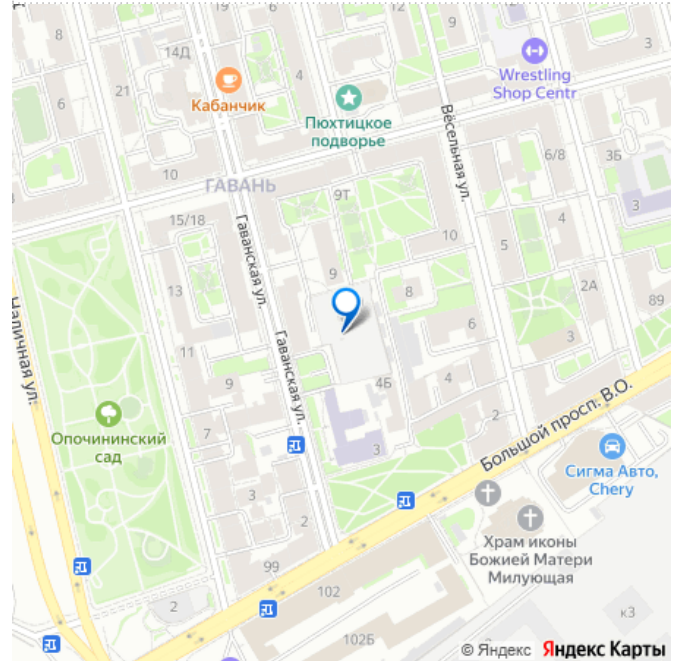 8
14Д
12
9
3
21
6
4
Кабанчик
Wrestling
Shop Centr
Пюхтицкое
подворье
Весельная ул.
6/8
3Б
10
ГАВАНЬ
9Т
15/18
Гаванская ул.
10
4
3
5
9
13
8
2А
89
Наличная ул.
6
3
11
Гаванская ул.
9
4Б
4
Опочининский
сад
7
2
Большой просп. В.О.
3
Сигма Авто,
Chery
3
2
Храм иконы
Божией Матери
Милующая
99
102
2
к3
102Б
© Яндекс Яндекс Карты